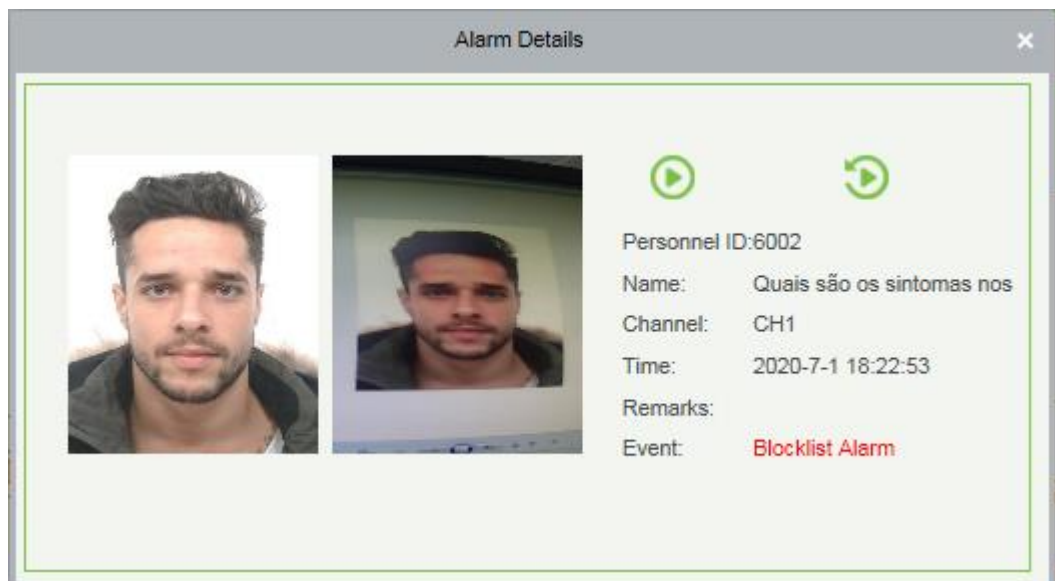 Alarm Details
Personnel ID:6002
Name: Quais são os sintomas nos
Channel: CH1
Time: 2020-7-1 18:22:53
Remarks:
Event: Blocklist Alarm